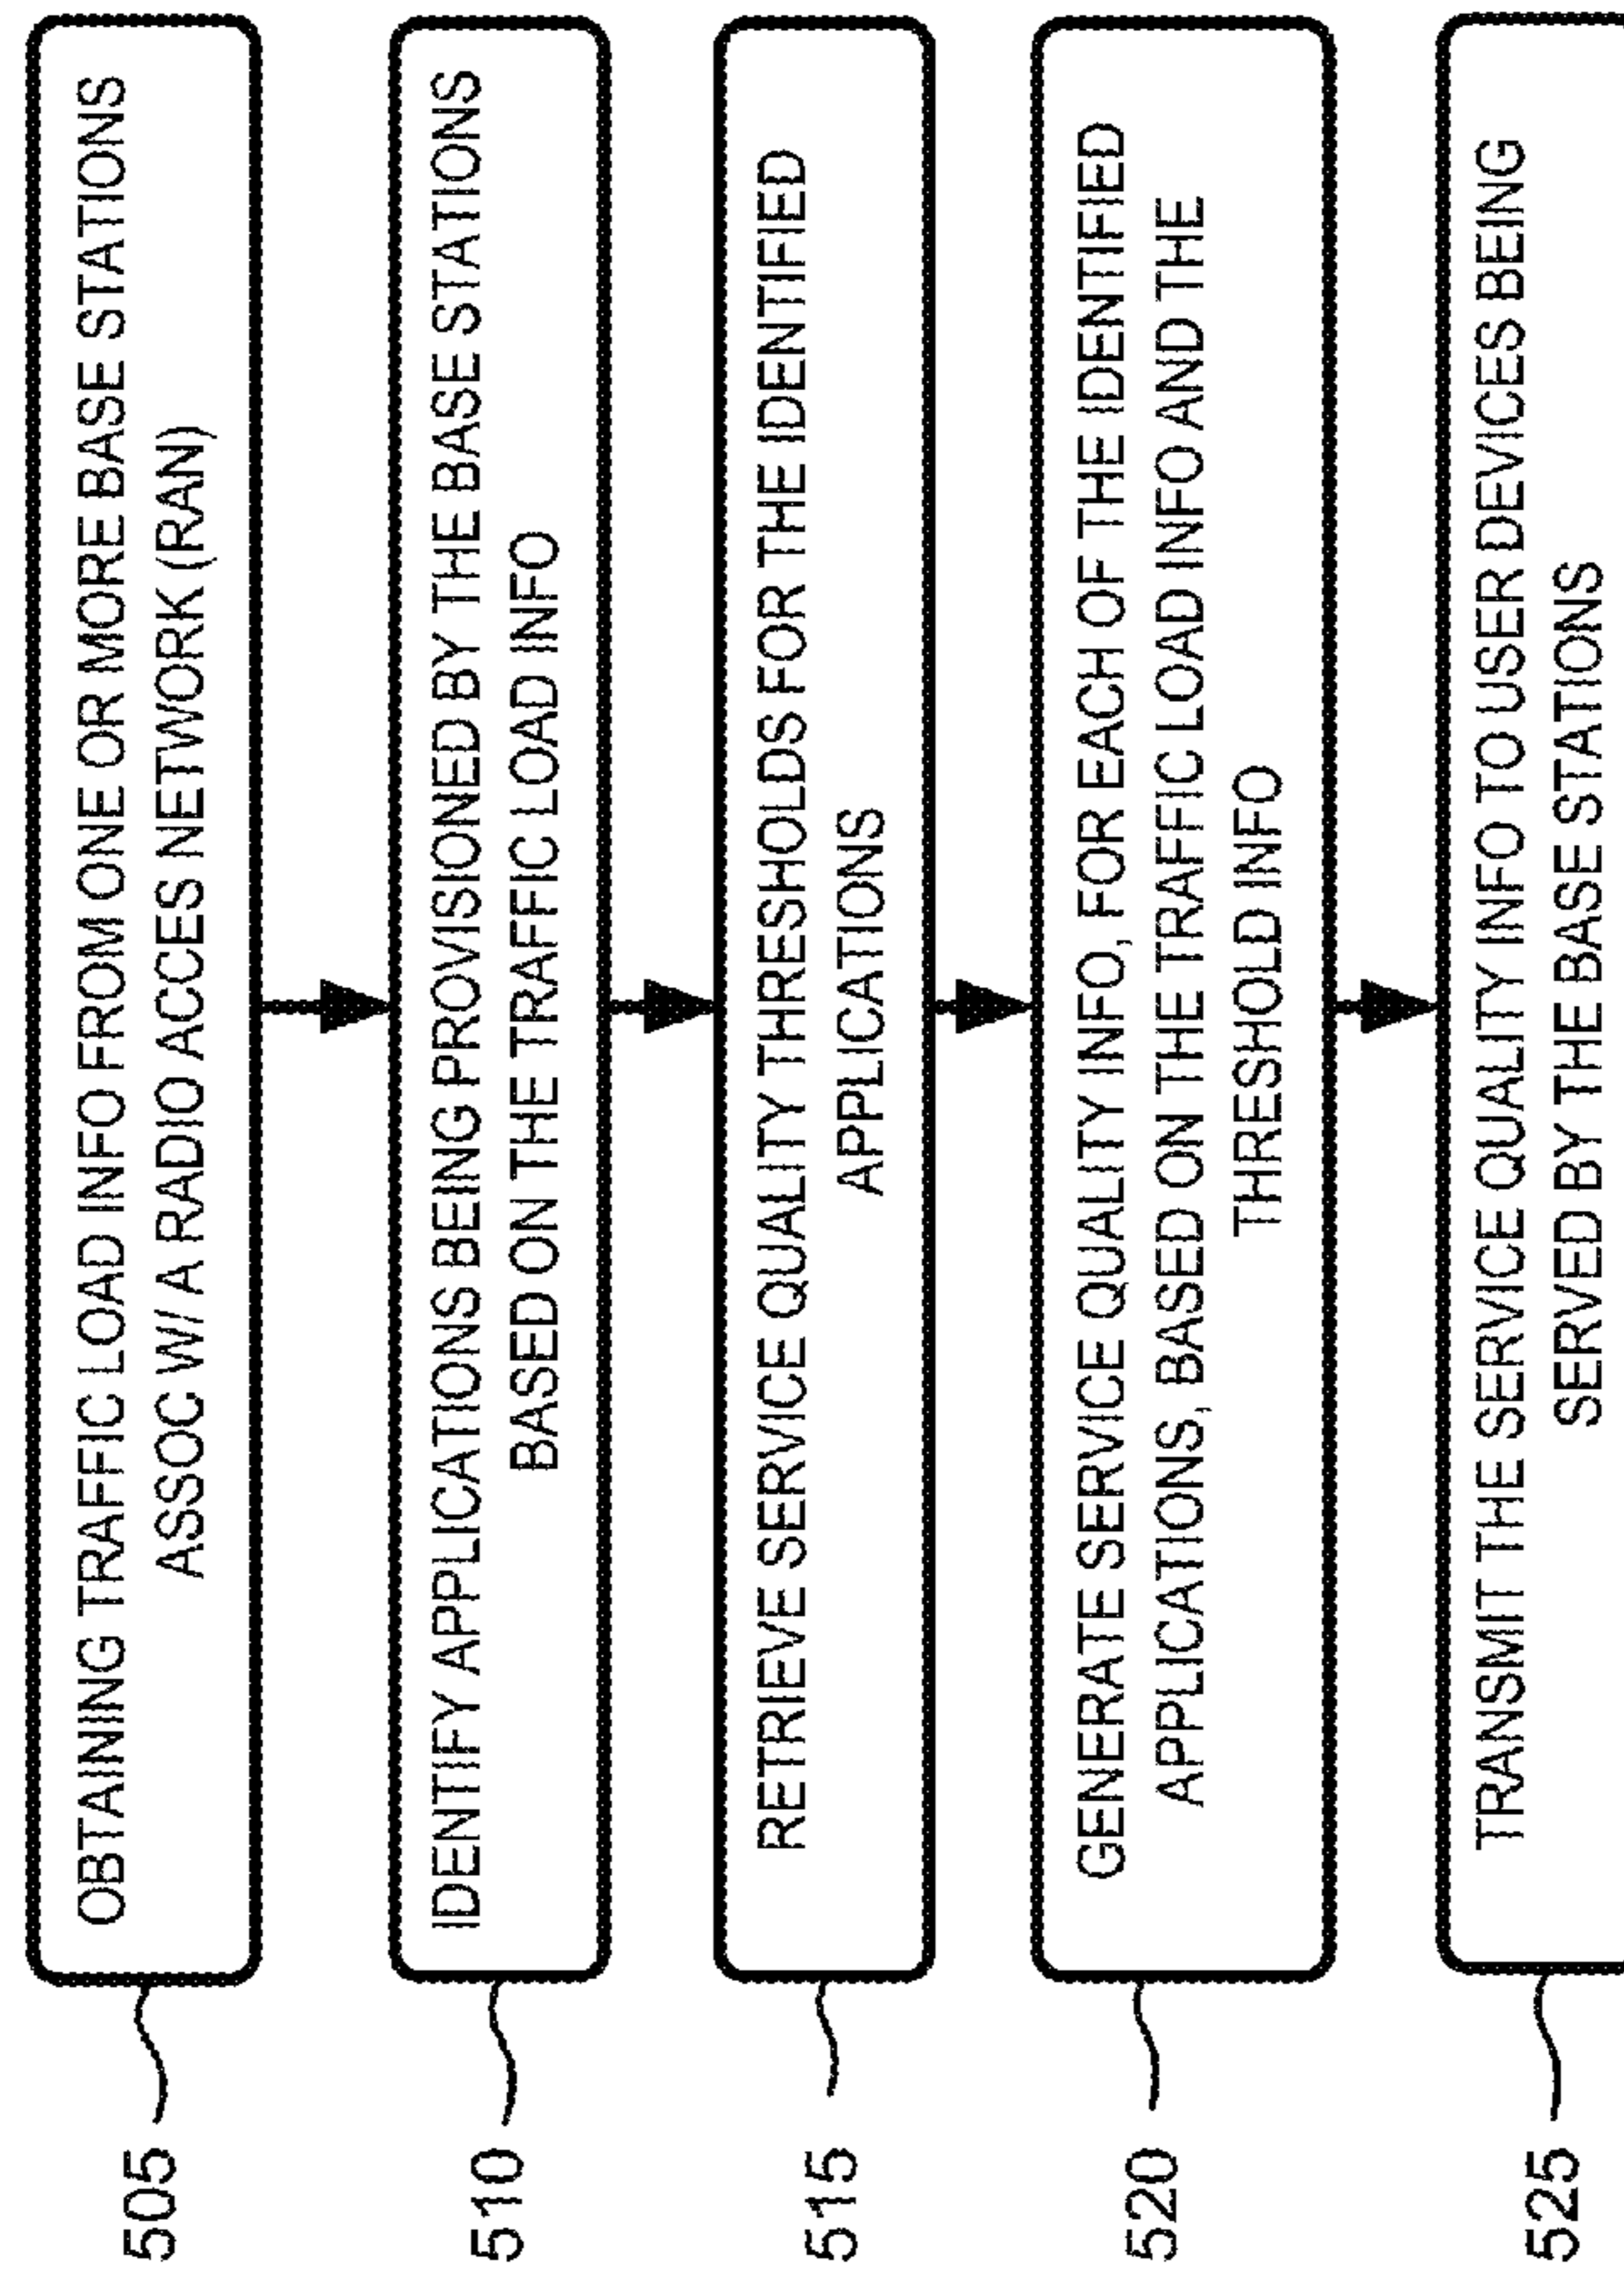 505
OBTAINING TRAFFIC LOAD INFO FROM ONE OR MORE BASE STATIONS
ASSOC W/ A RADIO ACCES NETWORK (RAN)
510
IDENTIFY APPLICATIONS BEING PROVISIONED BY THE BASE STATIONS
BASED ON THE TRAFFIC LOAD INFO
515
RETRIEVE SERVICE QUALITY THRESHOLDS FOR THE IDENTIFIED
APPLICATIONS
520
GENERATE SERVICE QUALITY INFO, FOR EACH OF THE IDENTIFIED
APPLICATIONS, BASED ON THE TRAFFIC LOAD INFO AND THE
THRESHOLD INFO
525
TRANSMIT THE SERVICE QUALITY INFO TO USER DEVICES BEING
SERVED BY THE BASE STATIONS